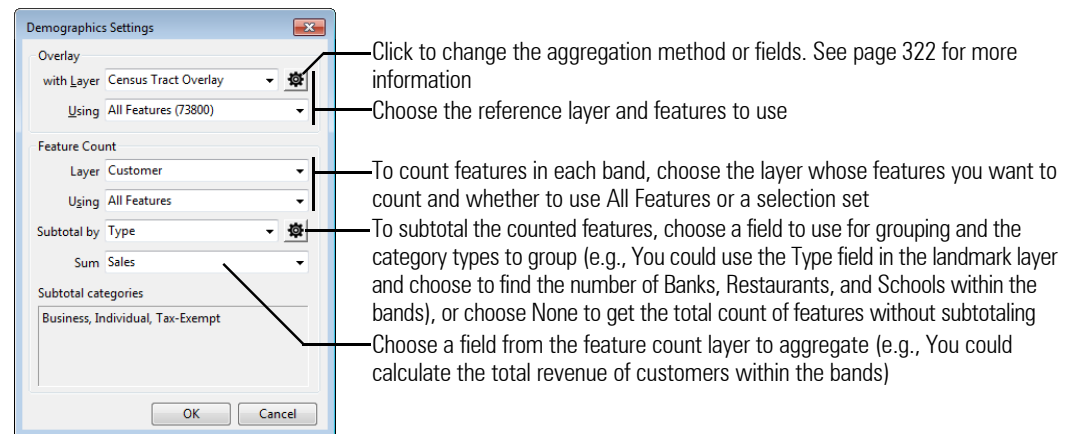 Demographics Settings
Overlay
with Layer Census Tract Overlay
Using All Features (73800)
Feature Count
Layer Customer
Using All Features
Subtotal by Type
Sum Sales
Subtotal categories
Business, Individual, Tax-Exempt
OK Cancel
Click to change the aggregation method or fields. See page 322 for more
information
Choose the reference layer and features to use
To count features in each band, choose the layer whose features you want to
count and whether to use All Features or a selection set
To subtotal the counted features, choose a field to use for grouping and the
category types to group (e.g., You could use the Type field in the landmark layer
and choose to find the number of Banks, Restaurants, and Schools within the
bands), or choose None to get the total count of features without subtotaling
Choose a field from the feature count layer to aggregate (e.g., You could
calculate the total revenue of customers within the bands)